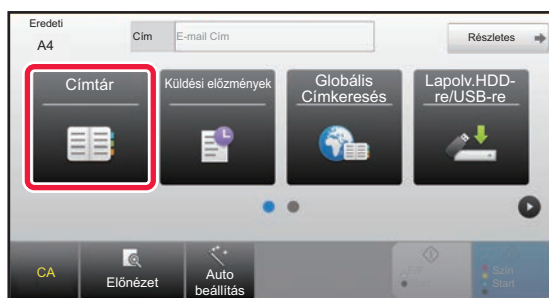 Eredeti
A4
Cím
E-mail Cím
Részletes
Címtár
Küldési előzmények
Globális
Címkeresés
Lapolv.HDD-
re/USB-re
CA
Előnézet
Auto
beállítás
Szín
Start